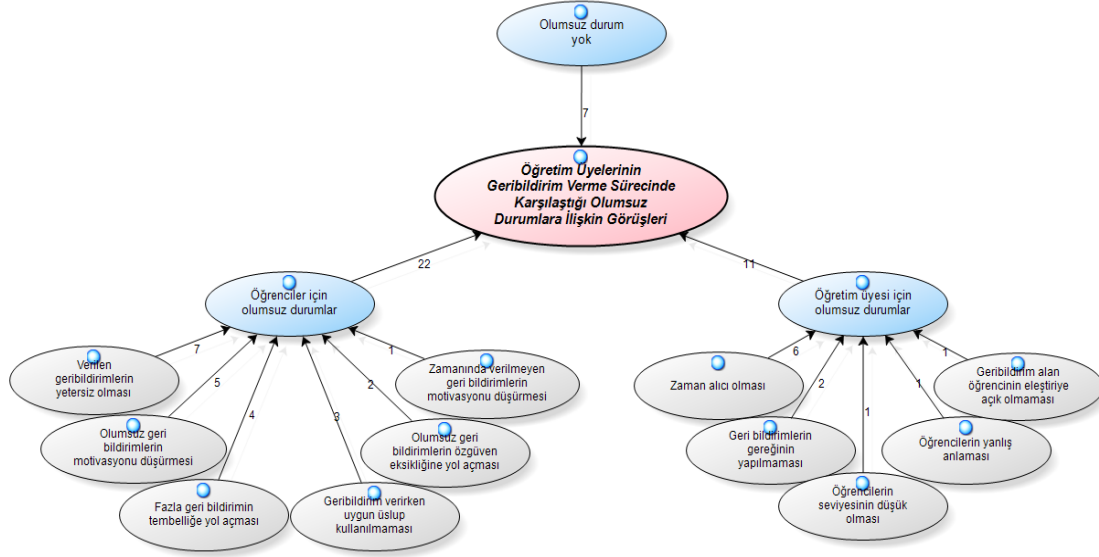 Olumsuz durum
yok
7
Öğretim Üyelerinin
Geribildirim Verme Sürecinde
Karşılaştığı Olumsuz
Durumlara İlişkin Görüşleri
22
11
Öğrenciler için
olumsuz durumlar
Öğretim üyesi için
olumsuz durumlar
7
5
4
3
2
1
6
2
1
1
1
Verilen
geribildirimlerin
yetersiz olması
Olumsuz geri
bildirimlerin
motivasyonu düşürmesi
Fazla geri bildirimin
tembelliğe yol açması
Geribildirim verirken
uygun üslup
kullanılmaması
Olumsuz geri
bildirimlerin özgüven
eksikliğine yol açması
Zamanında verilmeyen
geri bildirimlerin
motivasyonu düşürmesi
Zaman alıcı olması
Geri bildirimlerin
gereğinin
yapılmaması
Öğrencilerin
seviyesinin düşük
olması
Öğrencilerin yanlış
anlaması
Geribildirim alan
öğrencinin eleştiriye
açık olmaması